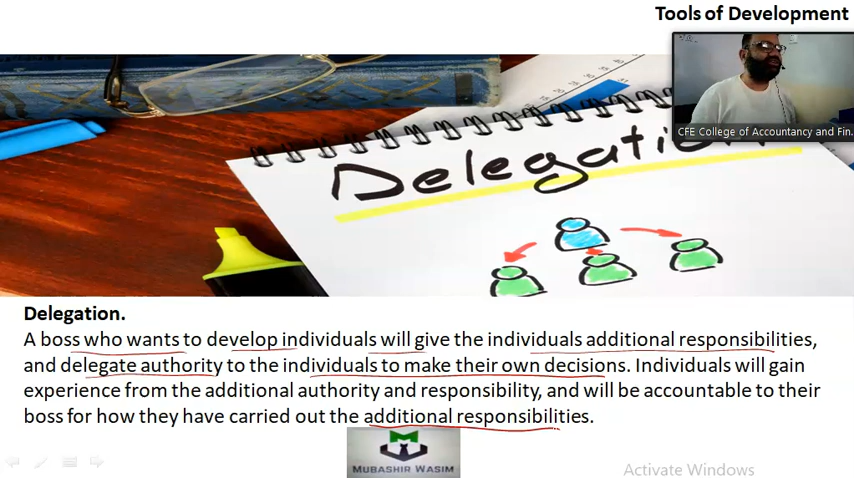 Tools of Development
CFE College of Accountancy and Fin.
Delegation
Delegation.
A boss who wants to develop individuals will give the individuals additional responsibilities,
and delegate authority to the individuals to make their own decisions. Individuals will gain
experience from the additional authority and responsibility, and will be accountable to their
boss for how they have carried out the additional responsibilities.
MUBASHIR WASIM
Activate Windows